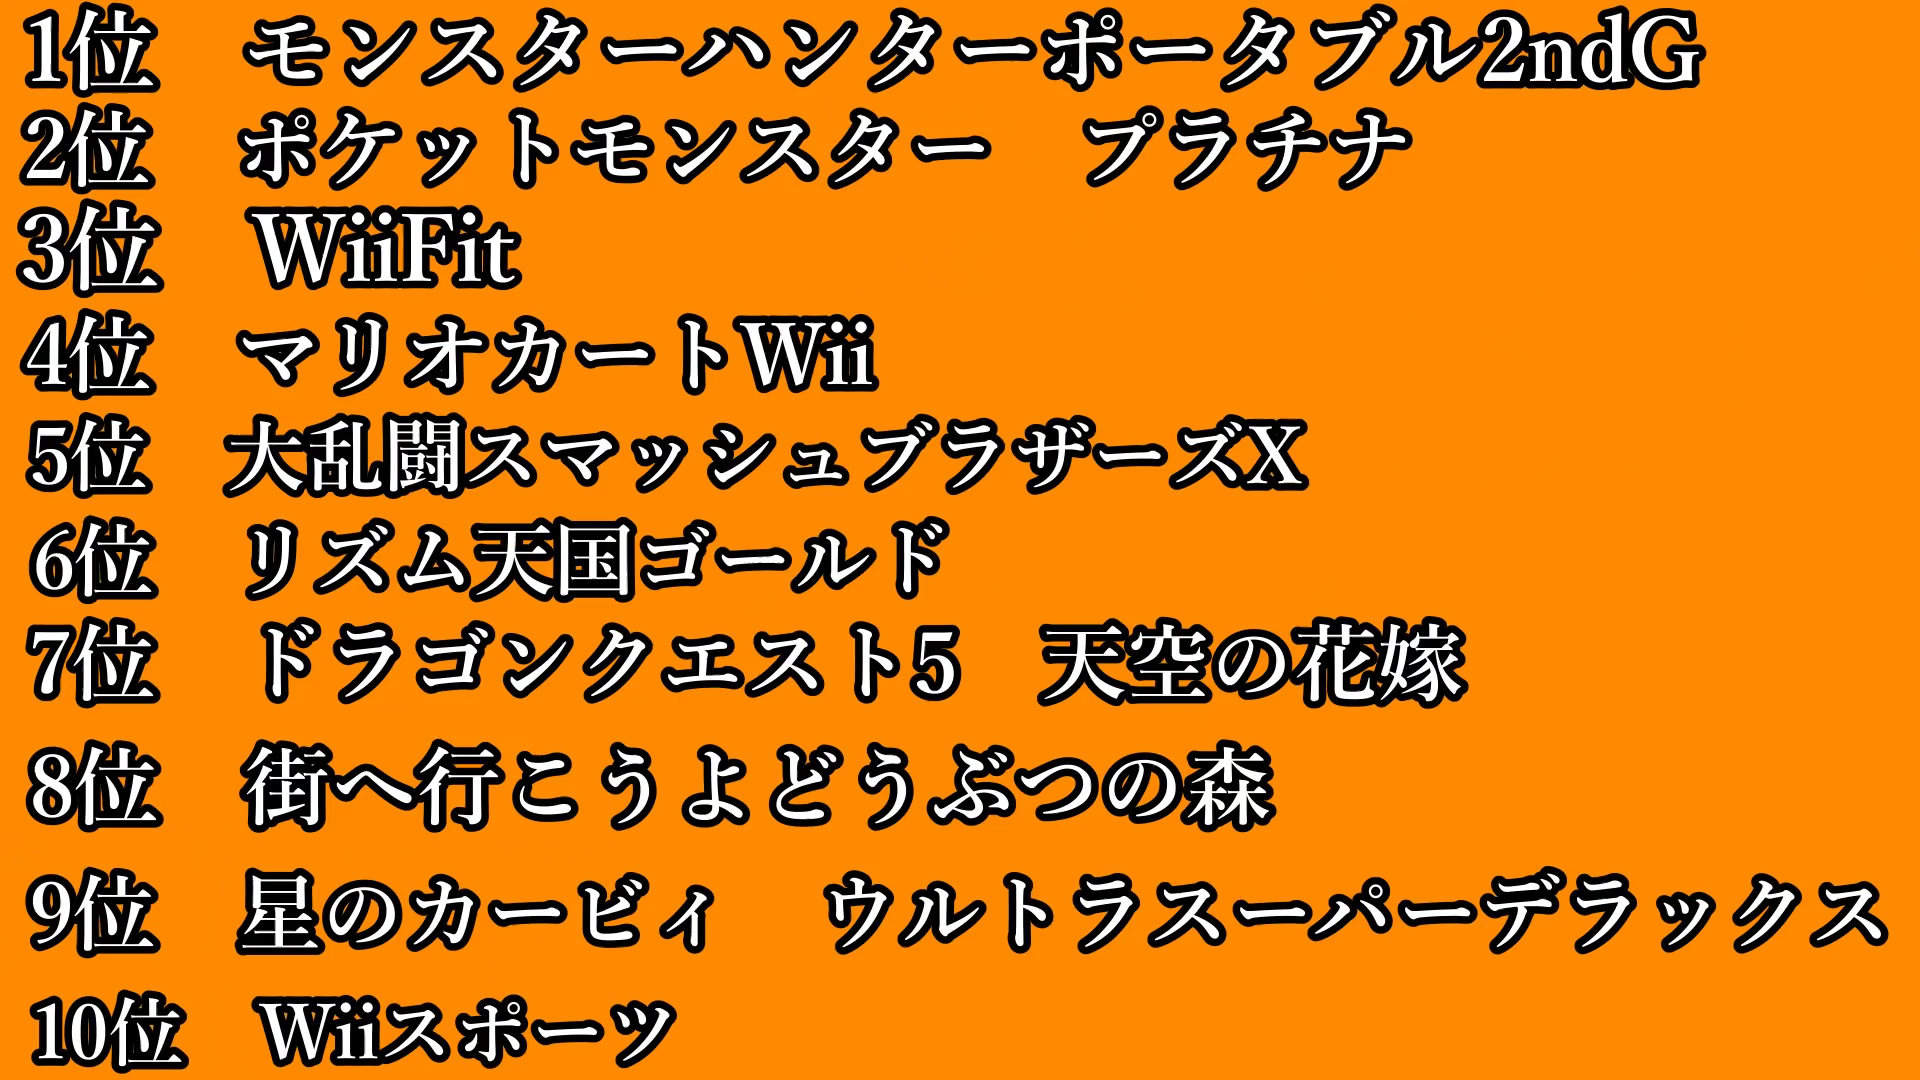 1位　モンスターハンターポータブル2ndG
2位　ポケットモンスター　プラチナ
3位　WiiFit
4位　マリオカートWii
5位　大乱闘スマッシュブラザーズX
6位　リズム天国ゴールド
7位　ドラゴンクエスト5　天空の花嫁
8位　街へ行こうよどうぶつの森
9位　星のカービィ　ウルトラスーパーデラックス
10位　Wiiスポーツ